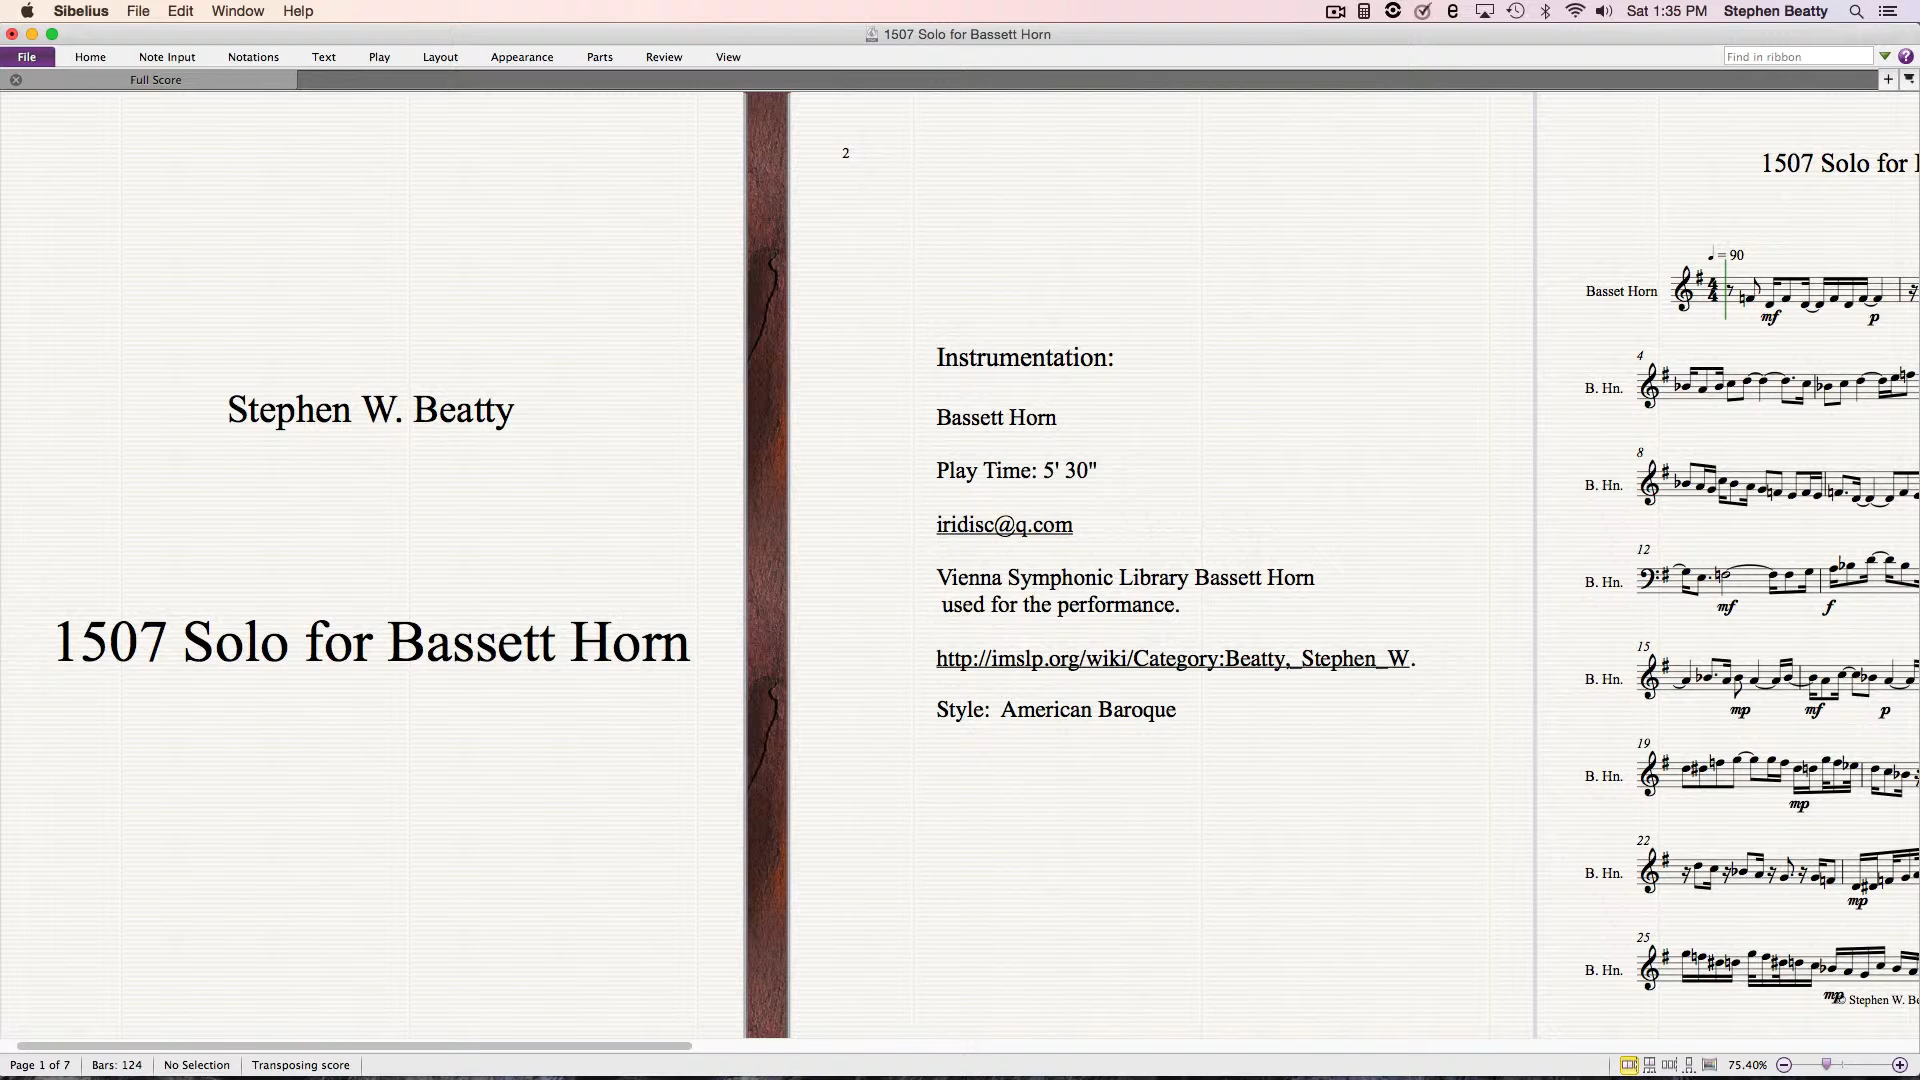 Sibelius File Edit Window Help
Sat 1:35 PM Stephen Beatty
1507 Solo for Bassett Horn
File Home Note Input Notations Text Play Layout Appearance Parts Review View
Find in ribbon
Full Score
Stephen W. Beatty
1507 Solo for Bassett Horn
2
Instrumentation:
Bassett Horn
Play Time: 5' 30"
iridisc@q.com
Vienna Symphonic Library Bassett Horn
used for the performance.
http://imslp.org/wiki/Category:Beatty,_Stephen_W.
Style: American Baroque
1507 Solo for
= 90
Basset Horn
mf p
4
B. Hn.
8
B. Hn.
12
B. Hn.
mf f
15
B. Hn.
mp mf p
19
B. Hn.
mp
22
B. Hn.
mp
25
B. Hn.
mp
© Stephen W. Be
Page 1 of 7 Bars: 124 No Selection Transposing score
75.40%